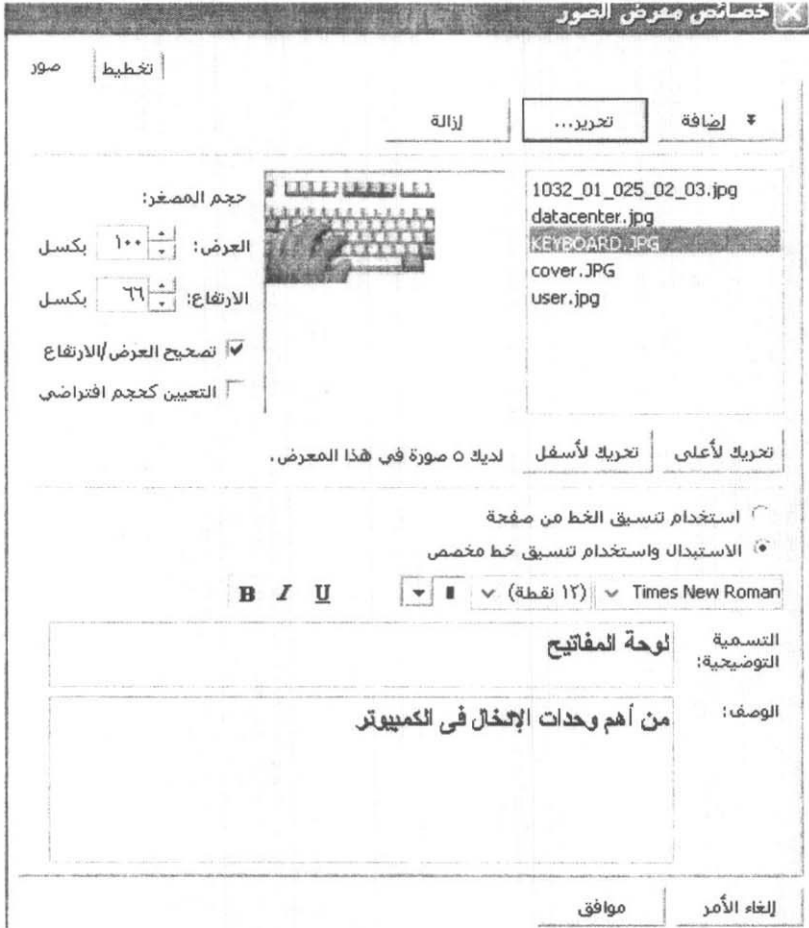 خصائص معرض الصور
صور تخطيط
إضافة تحرير... إزالة
1032_01_025_02_03.jpg
datacenter.jpg
KEYBOARD.JPG
cover.JPG
user.jpg
حجم المصغر:
العرض: ١٠٠ بكسل
الارتفاع: ٦٦ بكسل
تصحيح العرض/الارتفاع
التعيين كحجم افتراضي
تحريك لأعلى تحريك لأسفل لديك ٥ صورة في هذا المعرض.
استخدام تنسيق الخط من صفحة
الاستبدال واستخدام تنسيق خط مخصص
Times New Roman (١٢ نقطة) B I U
التسمية التوضيحية: لوحة المفاتيح
الوصف: من أهم وحدات الإدخال فى الكمبيوتر
إلغاء الأمر موافق